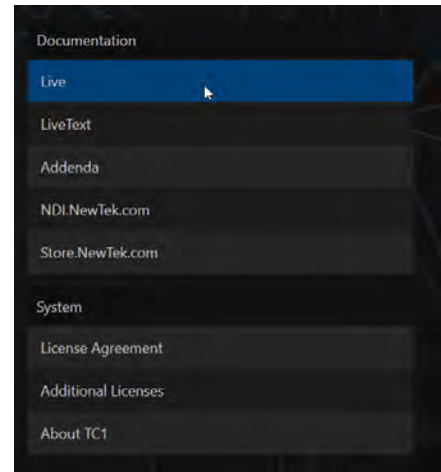 Documentation
Live
LiveText
Addenda
NDI.NewTek.com
Store.NewTek.com
System
License Agreement
Additional Licenses
About TC1